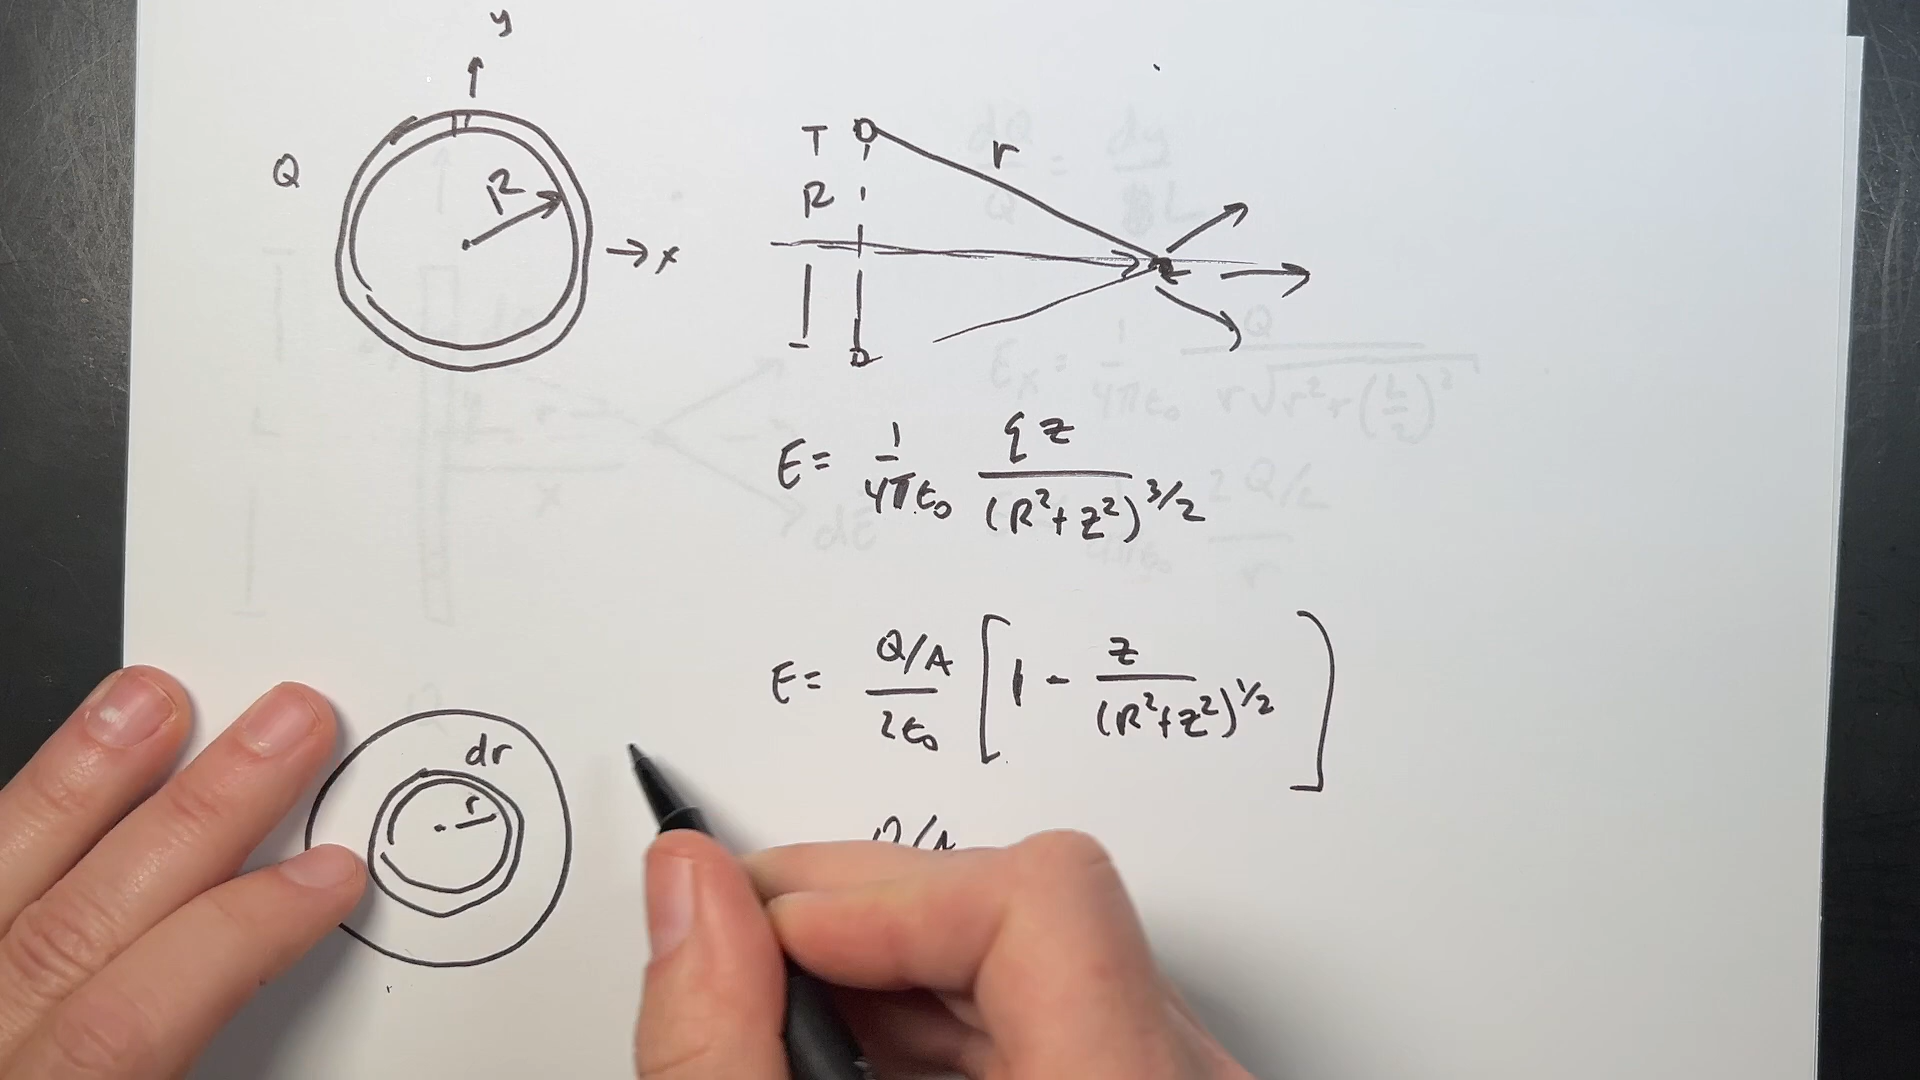 y
Q
R
→ x
T
R
r
z
E = 1/4πε₀ qz/(R²+z²)^3/2
E = Q/A/2ε₀ [1 - z/(R²+z²)^1/2]
dr
r
Q/A